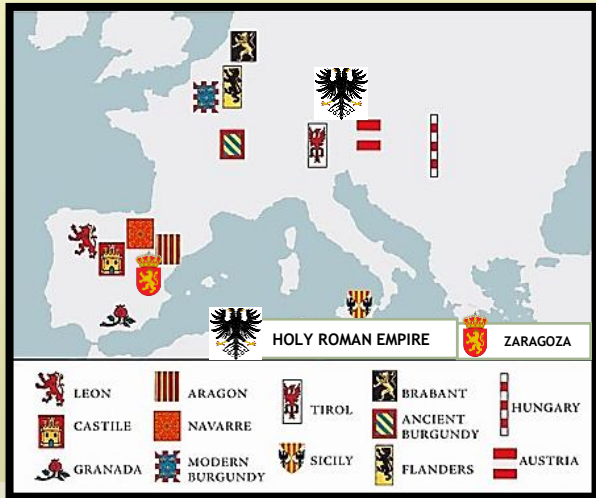 HOLY ROMAN EMPIRE
ZARAGOZA
LEON
CASTILE
GRANADA
ARAGON
NAVARRE
MODERN
BURGUNDY
TIROL
SICILY
BRABANT
ANCIENT
BURGUNDY
FLANDERS
HUNGARY
AUSTRIA